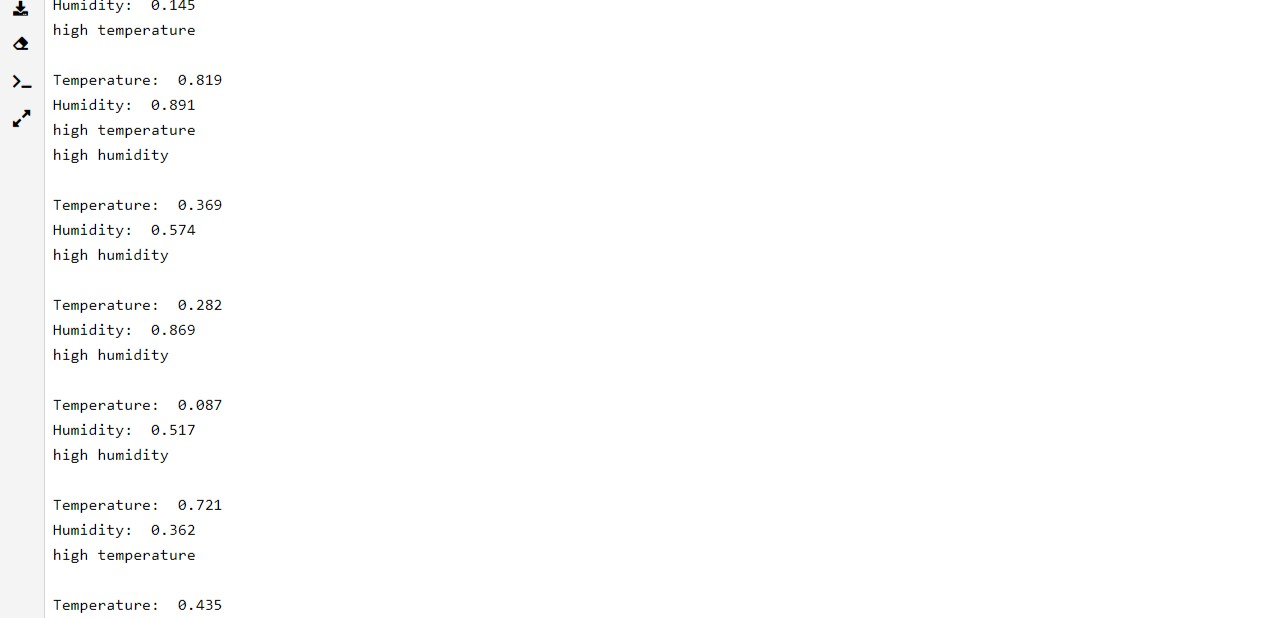 Humidity:  0.145
high temperature

Temperature:  0.819
Humidity:  0.891
high temperature
high humidity

Temperature:  0.369
Humidity:  0.574
high humidity

Temperature:  0.282
Humidity:  0.869
high humidity

Temperature:  0.087
Humidity:  0.517
high humidity

Temperature:  0.721
Humidity:  0.362
high temperature

Temperature:  0.435